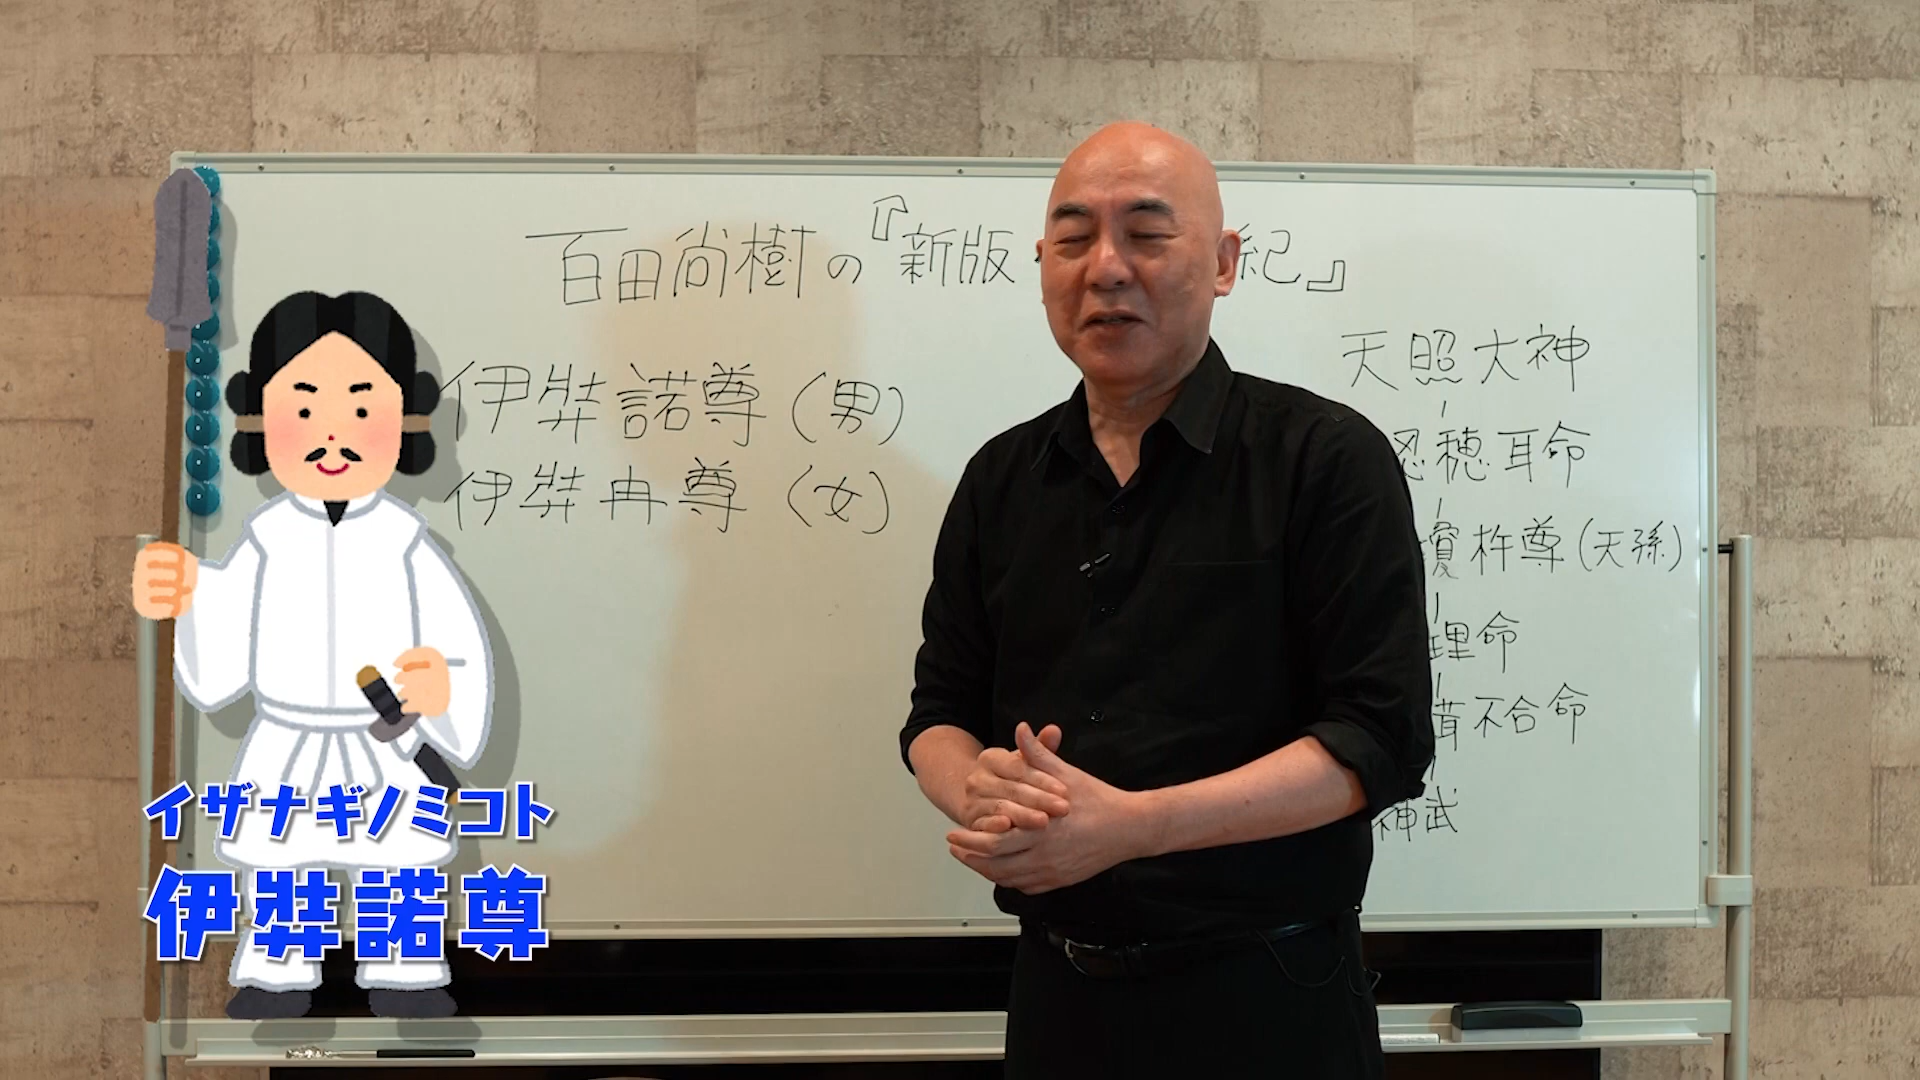 百田尚樹の『新版 紀』
伊弉諾尊（男）
伊弉冉尊（女）
天照大神
忍穂耳命
瓊杵尊（天孫）
理命
葺不合命
神武
イザナギノミコト
伊弉諾尊